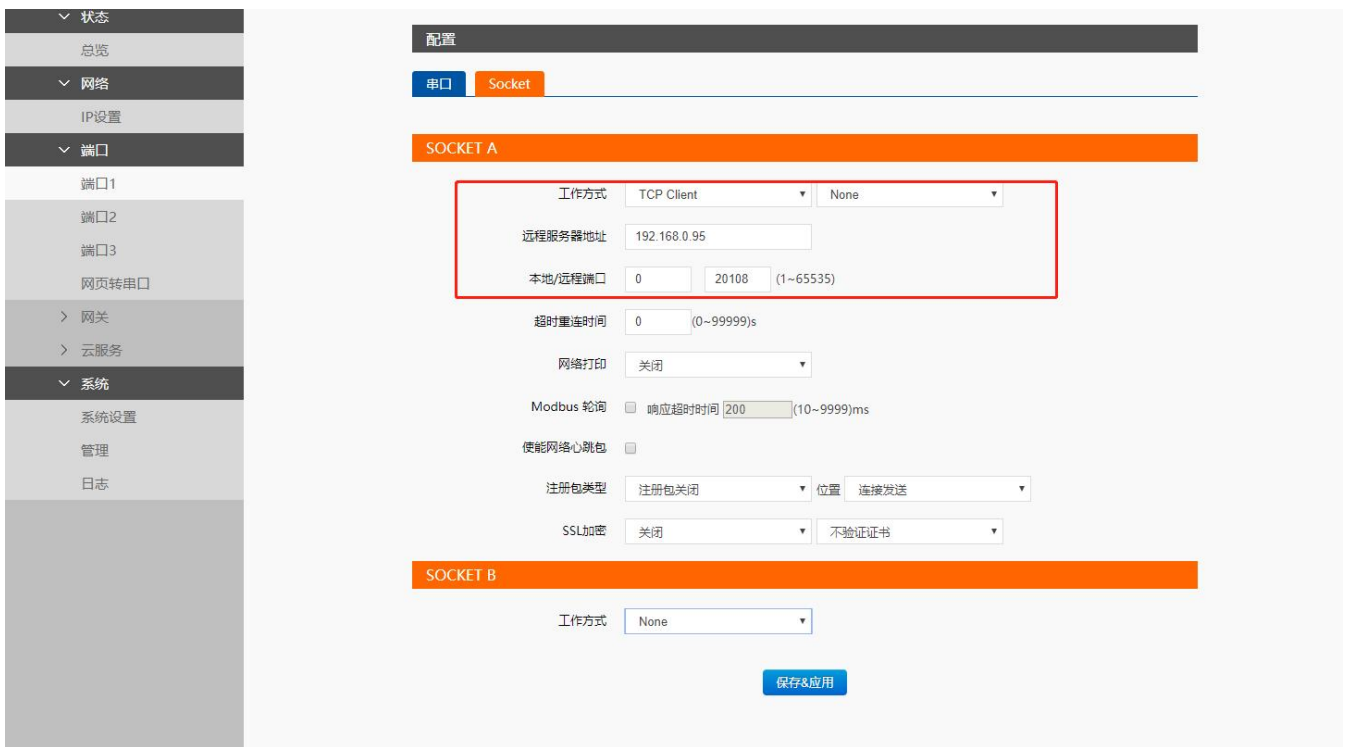 状态
总览
网络
IP设置
端口
端口1
端口2
端口3
网页转串口
网关
云服务
系统
系统设置
管理
日志
配置
串口 Socket
SOCKET A
工作方式 TCP Client None
远程服务器地址 192.168.0.95
本地/远程端口 0 20108 (1~65535)
超时重连时间 0 (0~99999)s
网络打印 关闭
Modbus 轮询 响应超时时间 200 (10~9999)ms
使能网络心跳包
注册包类型 注册包关闭 位置 连接发送
SSL加密 关闭 不验证证书
SOCKET B
工作方式 None
保存&应用